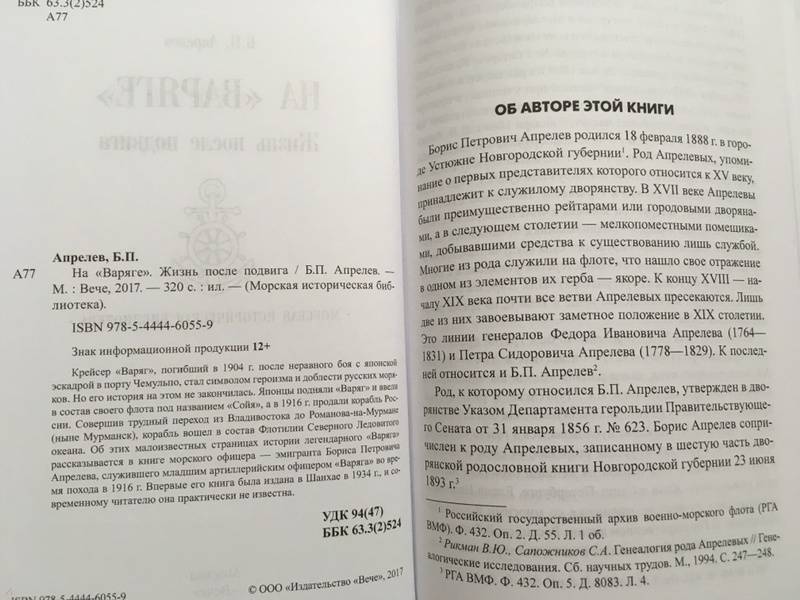 ББК 63.3(2)524
А77
Апрелев, Б.П.
А77
На «Варяге». Жизнь после подвига / Б.П. Апрелев. —
М. : Вече, 2017. — 320 с. : ил. — (Морская историческая биб-
лиотека).
ISBN 978-5-4444-6055-9
Знак информационной продукции 12+
Крейсер «Варяг», погибший в 1904 г. после неравного боя с японской
эскадрой в порту Чемульпо, стал символом героизма и доблести русских моря-
ков. Но его история на этом не закончилась. Японцы подняли «Варяг» и ввели
в состав своего флота под названием «Сойя», а в 1916 г. продали корабль Рос-
сии. Совершив трудный переход из Владивостока до Романова-на-Мурмане
(ныне Мурманск), корабль вошел в состав Флотилии Северного Ледовитого
океана. Об этих малоизвестных страницах истории легендарного «Варяга»
рассказывается в книге морского офицера — эмигранта Бориса Петровича
Апрелева, служившего младшим артиллерийским офицером «Варяга» во вре-
мя похода в 1916 г. Впервые его книга была издана в Шанхае в 1934 г., и со-
временному читателю она практически не известна.
УДК 94(47)
ББК 63.3(2)524
ISBN 978-5-4444-6055-9
© ООО «Издательство «Вече», 2017
ОБ АВТОРЕ ЭТОЙ КНИГИ
Борис Петрович Апрелев родился 18 февраля 1888 г. в горо-
де Устюжне Новгородской губернии¹. Род Апрелевых, упоми-
нание о первых представителях которого относится к XV веку,
принадлежит к служилому дворянству. В XVII веке Апрелевы
были преимущественно рейтарами или городовыми дворяна-
ми, а в следующем столетии — мелкопоместными помещика-
ми, добывавшими средства к существованию лишь службой.
Многие из рода служили на флоте, что нашло свое отражение
в одном из элементов их герба — якоре. К концу XVIII — на-
чалу XIX века почти все ветви Апрелевых пресекаются. Лишь
две из них завоевывают заметное положение в XIX столетии.
Это линии генералов Федора Ивановича Апрелева (1764—
1831) и Петра Сидоровича Апрелева (1778—1829). К послед-
ней относится и Б.П. Апрелев².
Род, к которому относился Б.П. Апрелев, утвержден в дво-
рянстве Указом Департамента герольдии Правительствующе-
го Сената от 31 января 1856 г. № 623. Борис Апрелев сопри-
числен к роду Апрелевых, записанному в шестую часть дво-
рянской родословной книги Новгородской губернии 23 июня
1893 г.³
¹ Российский государственный архив военно-морского флота (РГА
ВМФ). Ф. 432. Оп. 2. Д. 55. Л. 1 об.
² Рикман В.Ю., Сапожников С.А. Генеалогия рода Апрелевых // Гене-
алогические исследования. Сб. научных трудов. М., 1994. С. 247—248.
³ РГА ВМФ. Ф. 432. Оп. 5. Д. 8083. Л. 4.